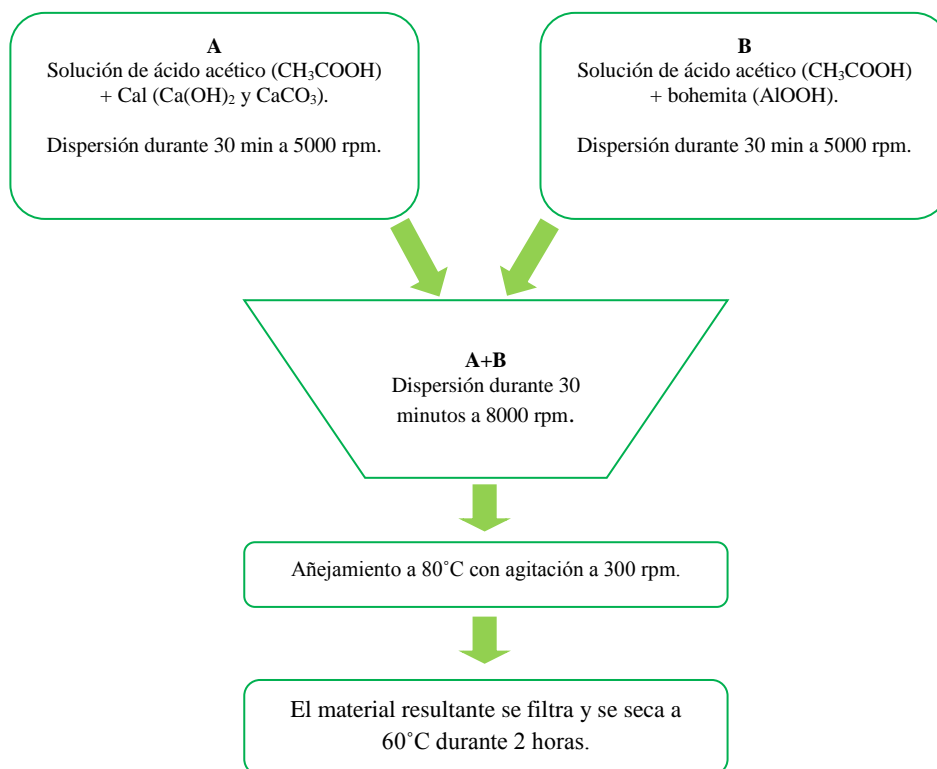 A
Solución de ácido acético (CH₃COOH)
+ Cal (Ca(OH)₂ y CaCO₃).
Dispersión durante 30 min a 5000 rpm.
B
Solución de ácido acético (CH₃COOH)
+ bohemita (AlOOH).
Dispersión durante 30 min a 5000 rpm.
A+B
Dispersión durante 30
minutos a 8000 rpm.
Añejamiento a 80˚C con agitación a 300 rpm.
El material resultante se filtra y se seca a
60˚C durante 2 horas.